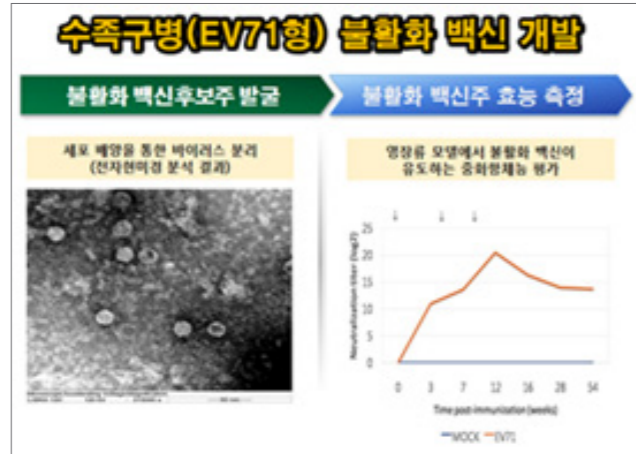 수족구병(EV71형) 불활화 백신 개발
불활화 백신후보주 발굴
불활화 백신주 효능 측정
세포 배양을 통한 바이러스 분리
(전자현미경 분석 결과)
영장류 모델에서 불활화 백신이
유도하는 중화항체능 평가
Neutralization titer (log2)
25
20
15
10
5
0
0 3 7 12 16 28 54
Time post-immunization (weeks)
MOCK EV71